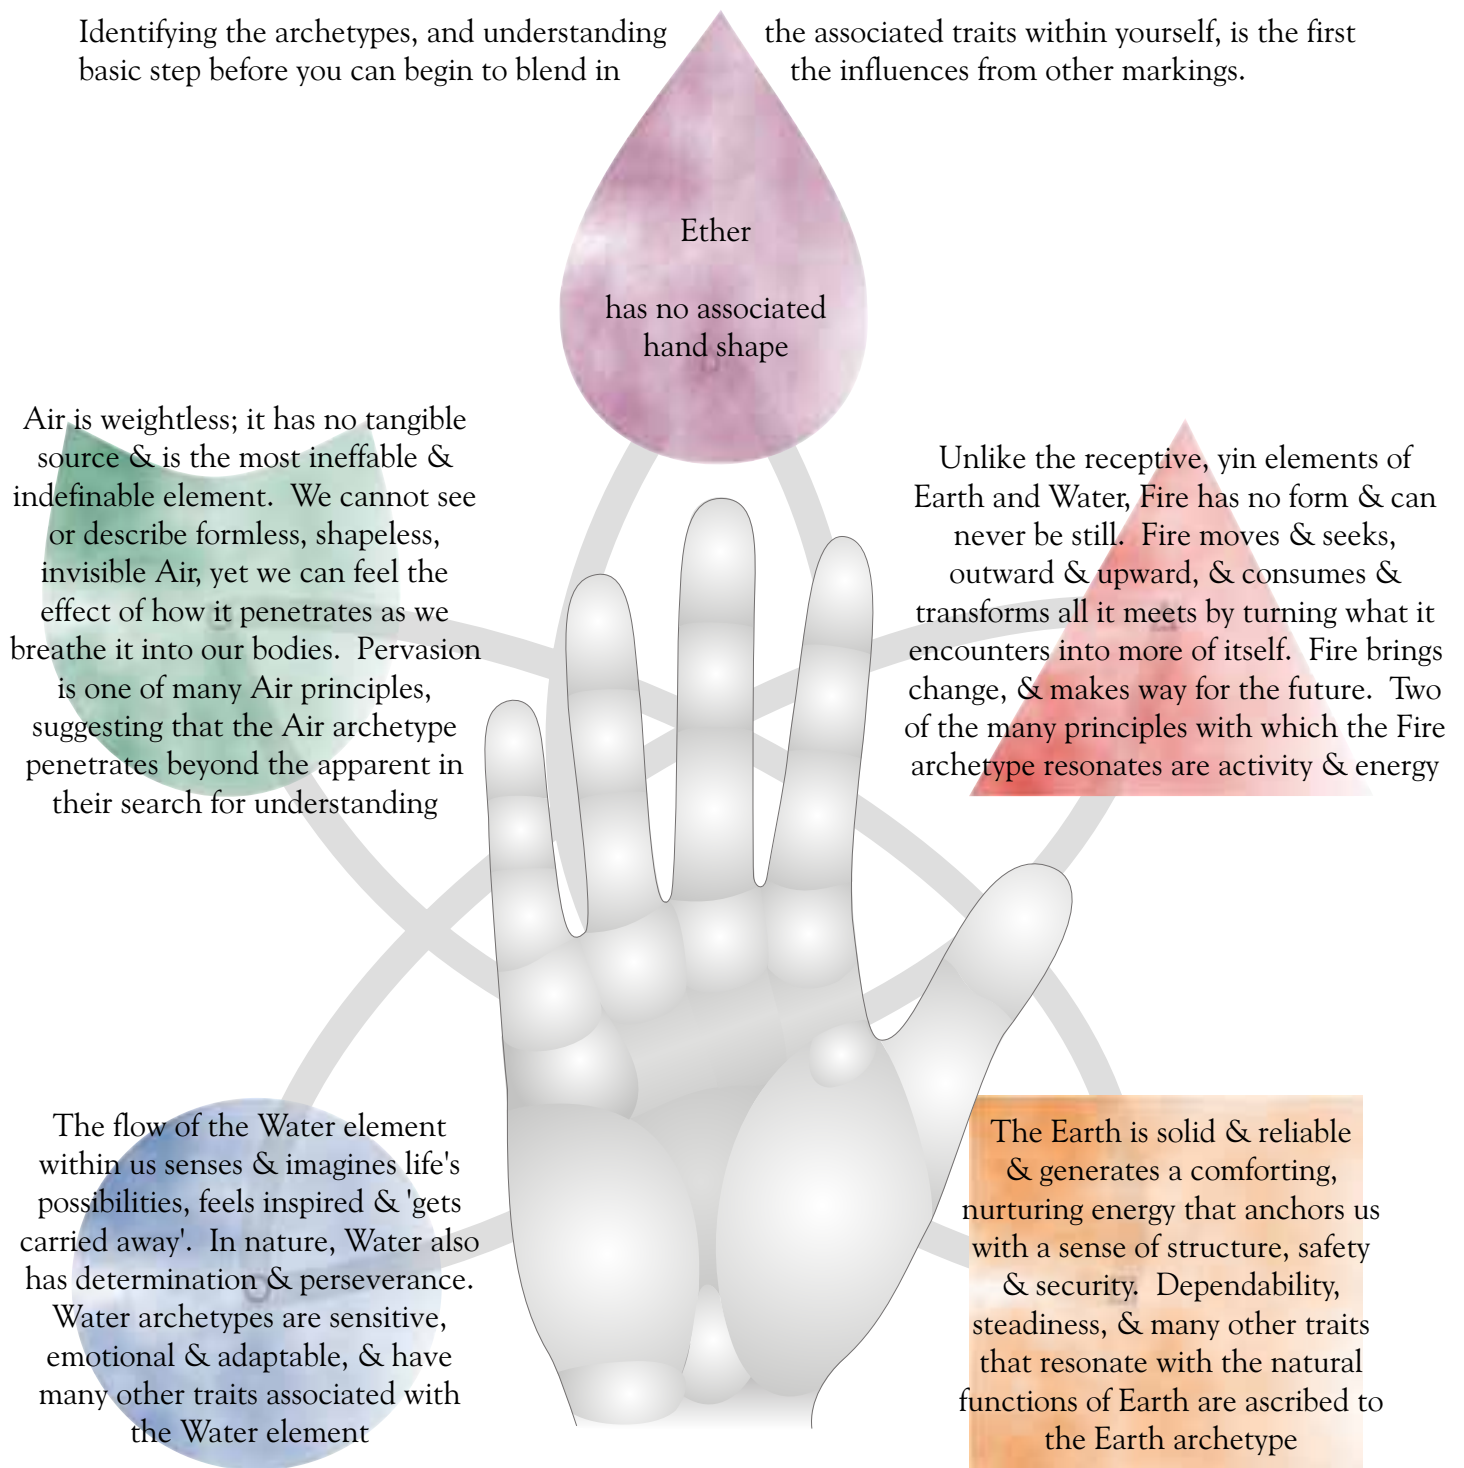 Identifying the archetypes, and understanding the associated traits within yourself, is the first
basic step before you can begin to blend in the influences from other markings.
Ether
has no associated
hand shape
Air is weightless; it has no tangible
source & is the most ineffable &
indefinable element. We cannot see
or describe formless, shapeless,
invisible Air, yet we can feel the
effect of how it penetrates as we
breathe it into our bodies. Pervasion
is one of many Air principles,
suggesting that the Air archetype
penetrates beyond the apparent in
their search for understanding
Unlike the receptive, yin elements of
Earth and Water, Fire has no form & can
never be still. Fire moves & seeks,
outward & upward, & consumes &
transforms all it meets by turning what it
encounters into more of itself. Fire brings
change, & makes way for the future. Two
of the many principles with which the Fire
archetype resonates are activity & energy
The flow of the Water element
within us senses & imagines life's
possibilities, feels inspired & 'gets
carried away'. In nature, Water also
has determination & perseverance.
Water archetypes are sensitive,
emotional & adaptable, & have
many other traits associated with
the Water element
The Earth is solid & reliable
& generates a comforting,
nurturing energy that anchors us
with a sense of structure, safety
& security. Dependability,
steadiness, & many other traits
that resonate with the natural
functions of Earth are ascribed to
the Earth archetype